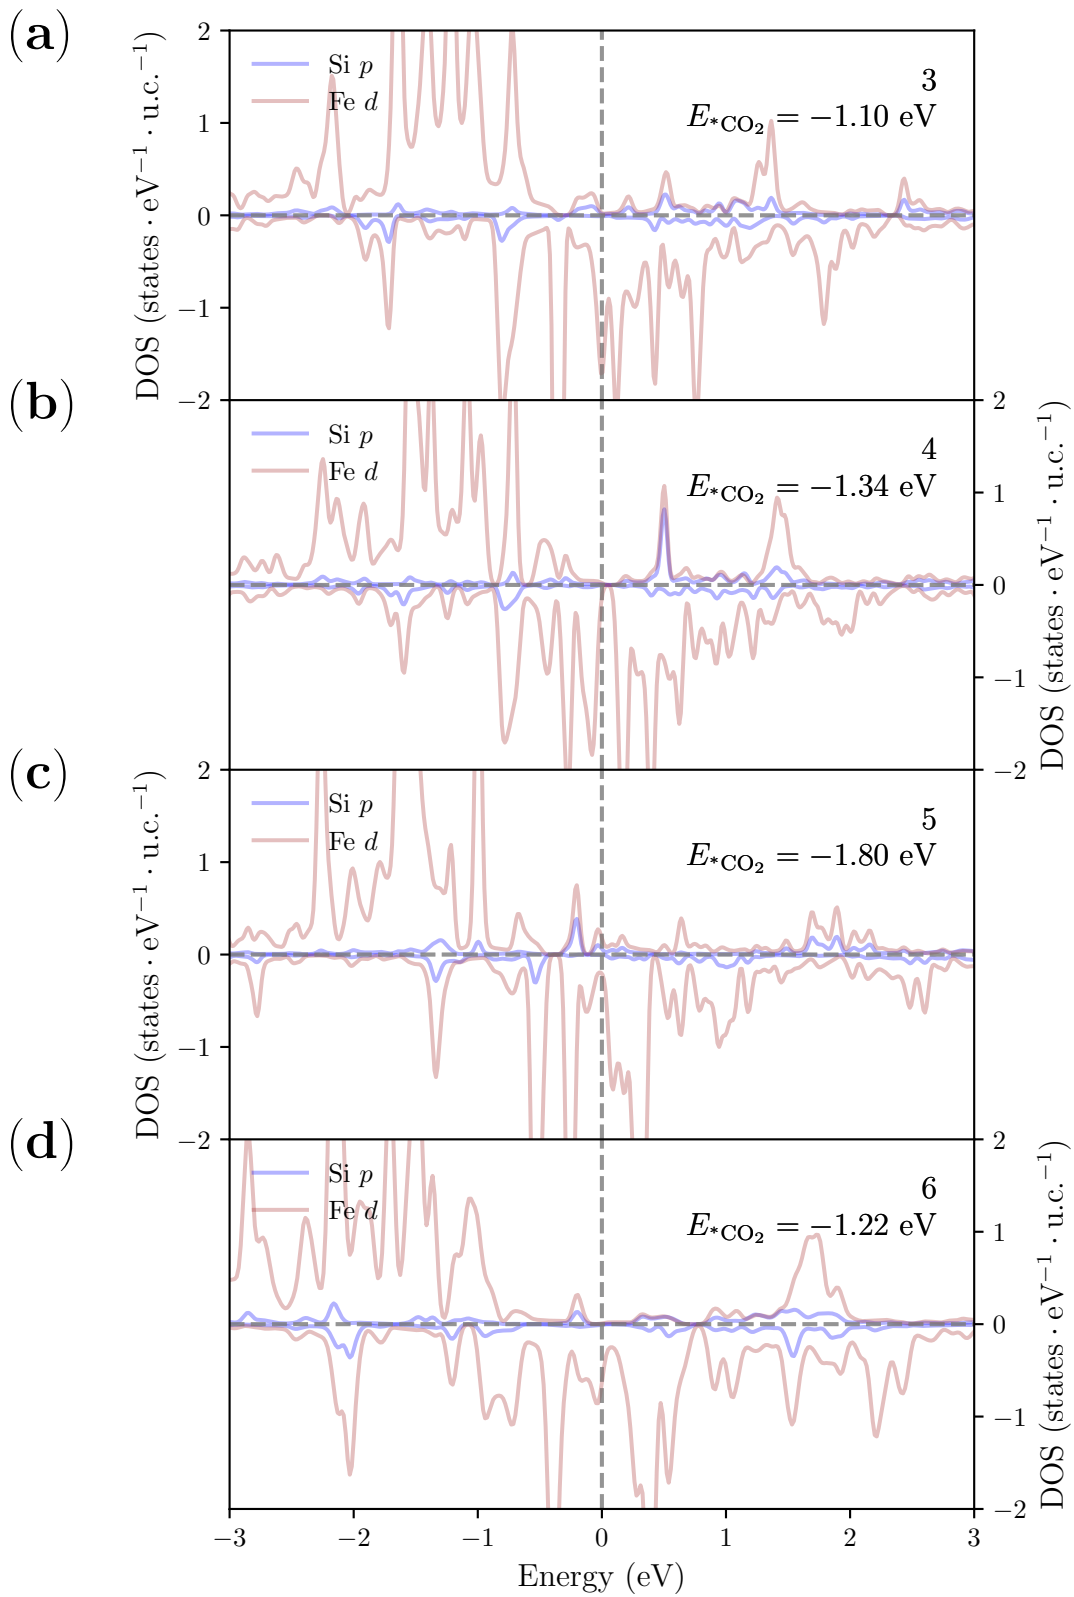 (a)
DOS (states · eV⁻¹ · u.c.⁻¹)
2
1
0
−1
−2
Si p
Fe d
3
E*CO₂ = −1.10 eV
(b)
Si p
Fe d
4
E*CO₂ = −1.34 eV
2
1
0
−1
−2
DOS (states · eV⁻¹ · u.c.⁻¹)
(c)
DOS (states · eV⁻¹ · u.c.⁻¹)
2
1
0
−1
−2
Si p
Fe d
5
E*CO₂ = −1.80 eV
(d)
Si p
Fe d
6
E*CO₂ = −1.22 eV
2
1
0
−1
−2
DOS (states · eV⁻¹ · u.c.⁻¹)
−3 −2 −1 0 1 2 3
Energy (eV)